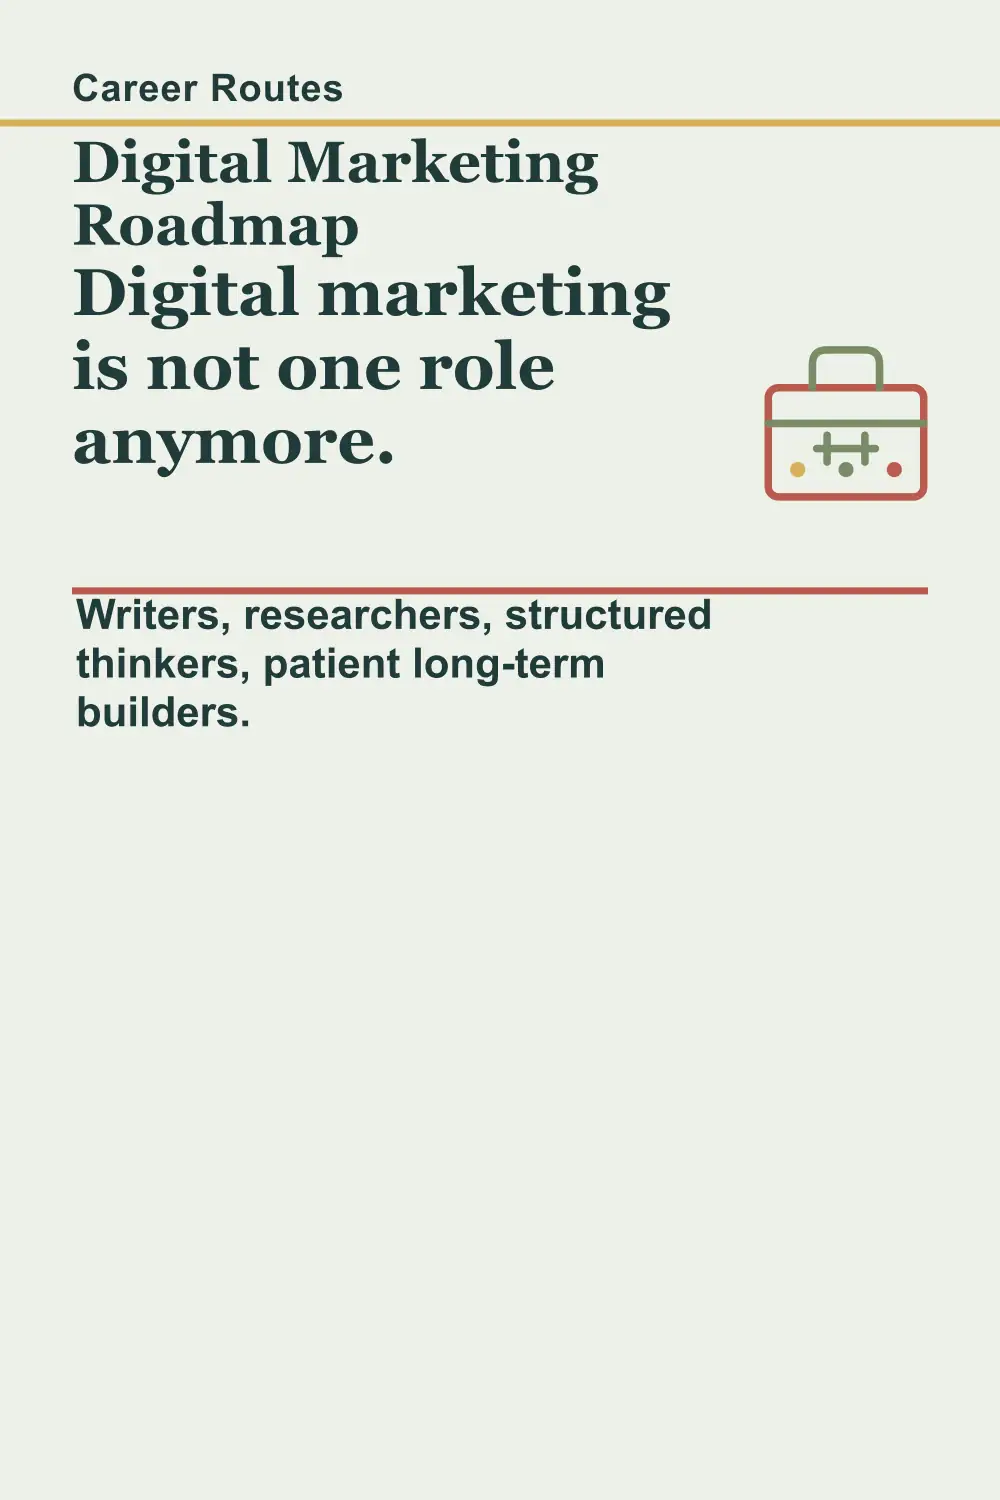 Career Routes
Digital Marketing
Roadmap
Digital marketing
is not one role
anymore.
Writers, researchers, structured
thinkers, patient long-term
builders.